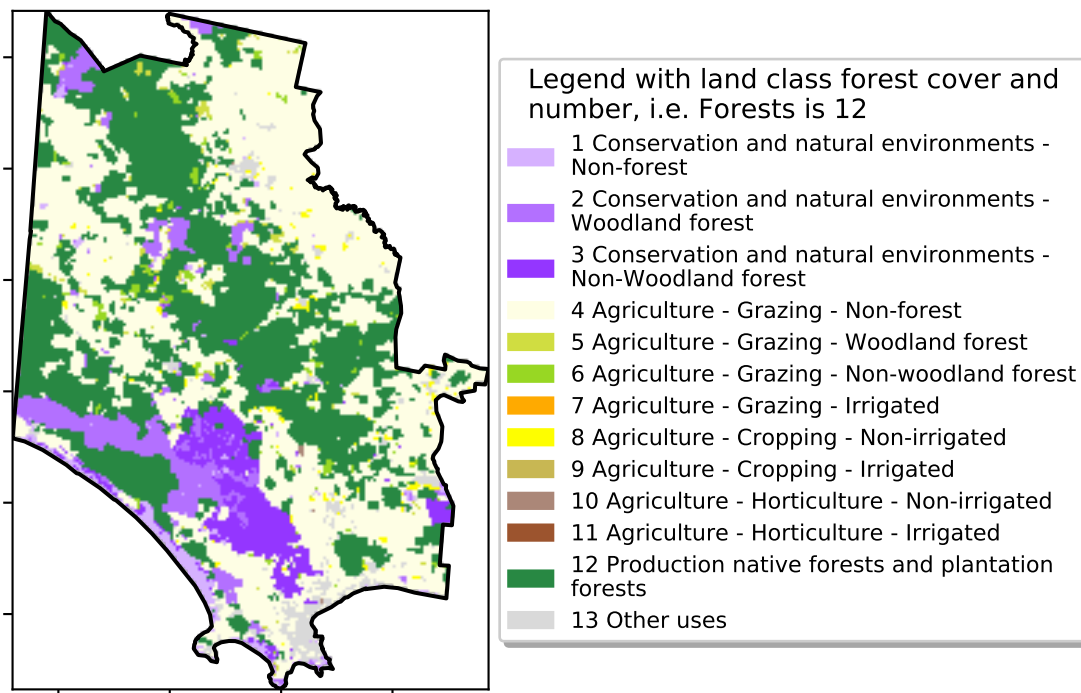 Legend with land class forest cover and
number, i.e. Forests is 12
1 Conservation and natural environments -
Non-forest
2 Conservation and natural environments -
Woodland forest
3 Conservation and natural environments -
Non-Woodland forest
4 Agriculture - Grazing - Non-forest
5 Agriculture - Grazing - Woodland forest
6 Agriculture - Grazing - Non-woodland forest
7 Agriculture - Grazing - Irrigated
8 Agriculture - Cropping - Non-irrigated
9 Agriculture - Cropping - Irrigated
10 Agriculture - Horticulture - Non-irrigated
11 Agriculture - Horticulture - Irrigated
12 Production native forests and plantation
forests
13 Other uses